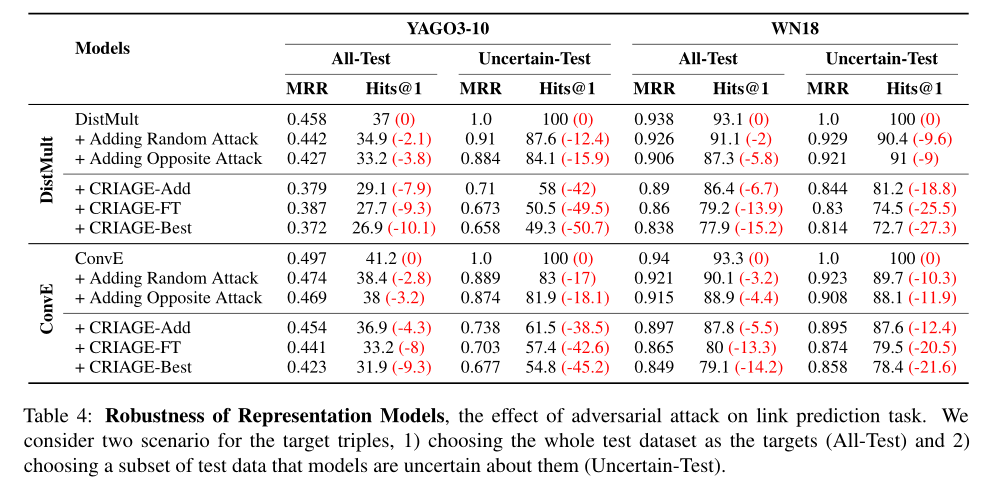 YAGO3-10 WN18
Models
All-Test Uncertain-Test All-Test Uncertain-Test
MRR Hits@1 MRR Hits@1 MRR Hits@1 MRR Hits@1
DistMult
DistMult 0.458 37 (0) 1.0 100 (0) 0.938 93.1 (0) 1.0 100 (0)
+ Adding Random Attack 0.442 34.9 (-2.1) 0.91 87.6 (-12.4) 0.926 91.1 (-2) 0.929 90.4 (-9.6)
+ Adding Opposite Attack 0.427 33.2 (-3.8) 0.884 84.1 (-15.9) 0.906 87.3 (-5.8) 0.921 91 (-9)
+ CRIAGE-Add 0.379 29.1 (-7.9) 0.71 58 (-42) 0.89 86.4 (-6.7) 0.844 81.2 (-18.8)
+ CRIAGE-FT 0.387 27.7 (-9.3) 0.673 50.5 (-49.5) 0.86 79.2 (-13.9) 0.83 74.5 (-25.5)
+ CRIAGE-Best 0.372 26.9 (-10.1) 0.658 49.3 (-50.7) 0.838 77.9 (-15.2) 0.814 72.7 (-27.3)
ConvE
ConvE 0.497 41.2 (0) 1.0 100 (0) 0.94 93.3 (0) 1.0 100 (0)
+ Adding Random Attack 0.474 38.4 (-2.8) 0.889 83 (-17) 0.921 90.1 (-3.2) 0.923 89.7 (-10.3)
+ Adding Opposite Attack 0.469 38 (-3.2) 0.874 81.9 (-18.1) 0.915 88.9 (-4.4) 0.908 88.1 (-11.9)
+ CRIAGE-Add 0.454 36.9 (-4.3) 0.738 61.5 (-38.5) 0.897 87.8 (-5.5) 0.895 87.6 (-12.4)
+ CRIAGE-FT 0.441 33.2 (-8) 0.703 57.4 (-42.6) 0.865 80 (-13.3) 0.874 79.5 (-20.5)
+ CRIAGE-Best 0.423 31.9 (-9.3) 0.677 54.8 (-45.2) 0.849 79.1 (-14.2) 0.858 78.4 (-21.6)
Table 4: Robustness of Representation Models, the effect of adversarial attack on link prediction task. We
consider two scenario for the target triples, 1) choosing the whole test dataset as the targets (All-Test) and 2)
choosing a subset of test data that models are uncertain about them (Uncertain-Test).